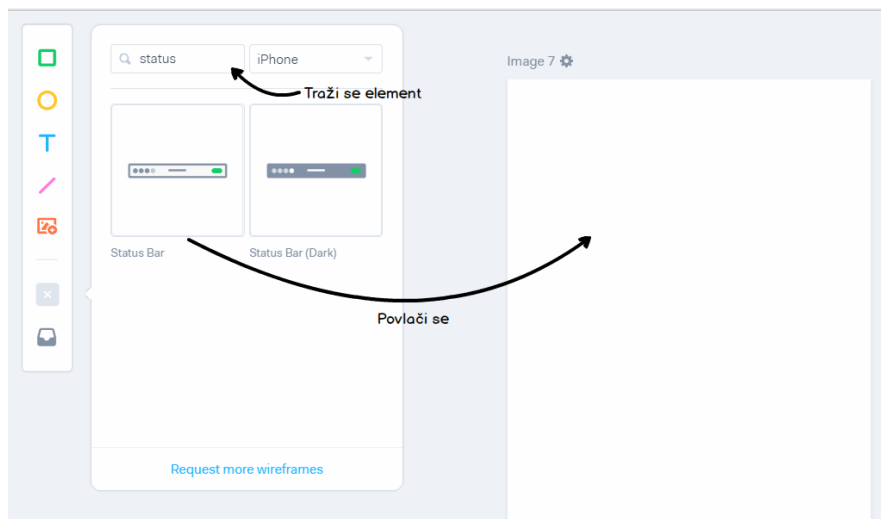 status
iPhone
Image 7
Traži se element
T
Status Bar
Status Bar (Dark)
Povlači se
Request more wireframes